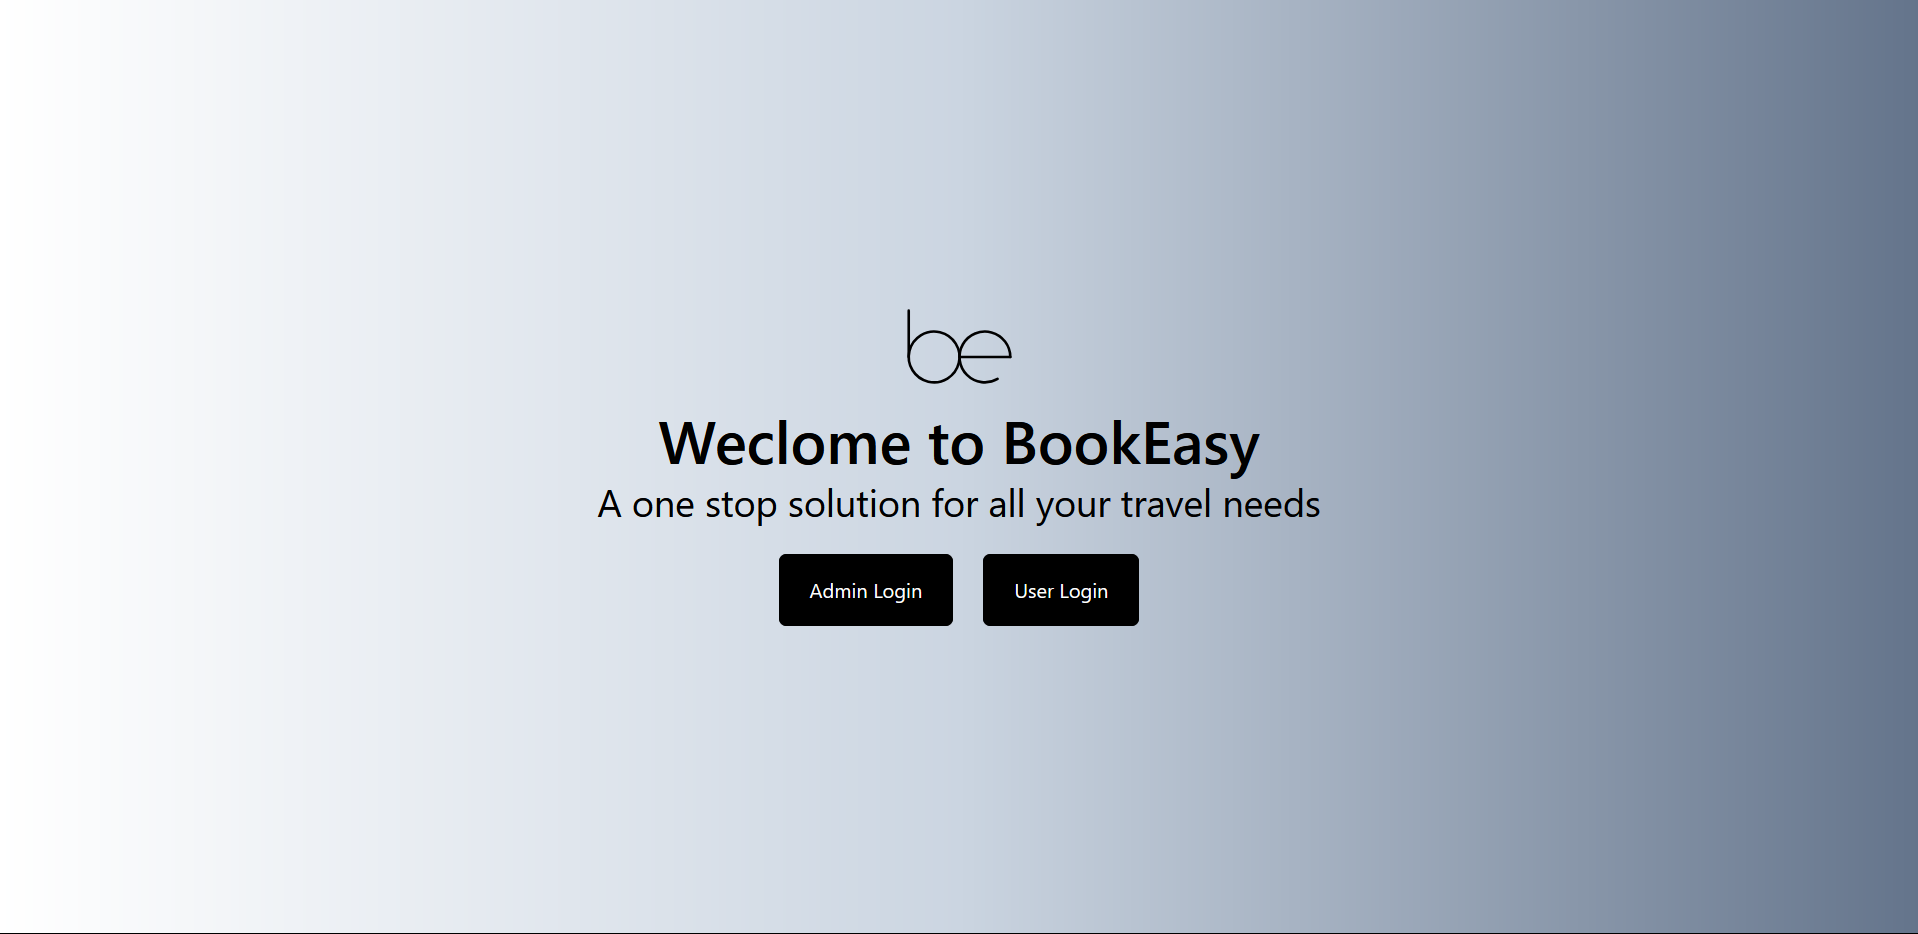 be
Weclome to BookEasy
A one stop solution for all your travel needs
Admin Login
User Login